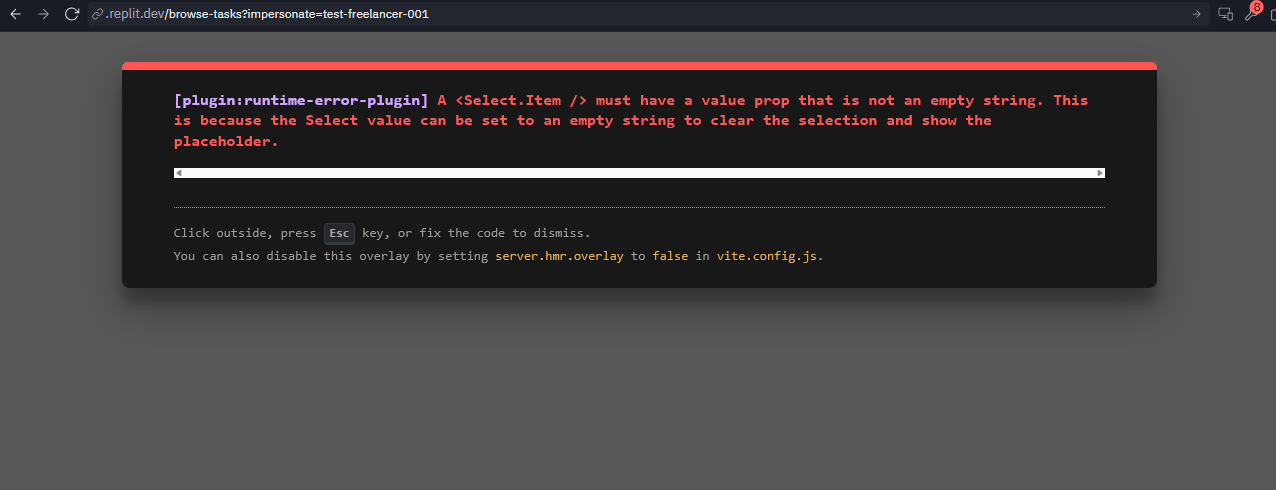 .replit.dev/browse-tasks?impersonate=test-freelancer-001
8
[plugin:runtime-error-plugin] A <Select.Item /> must have a value prop that is not an empty string. This
is because the Select value can be set to an empty string to clear the selection and show the
placeholder.
Click outside, press Esc key, or fix the code to dismiss.
You can also disable this overlay by setting server.hmr.overlay to false in vite.config.js.